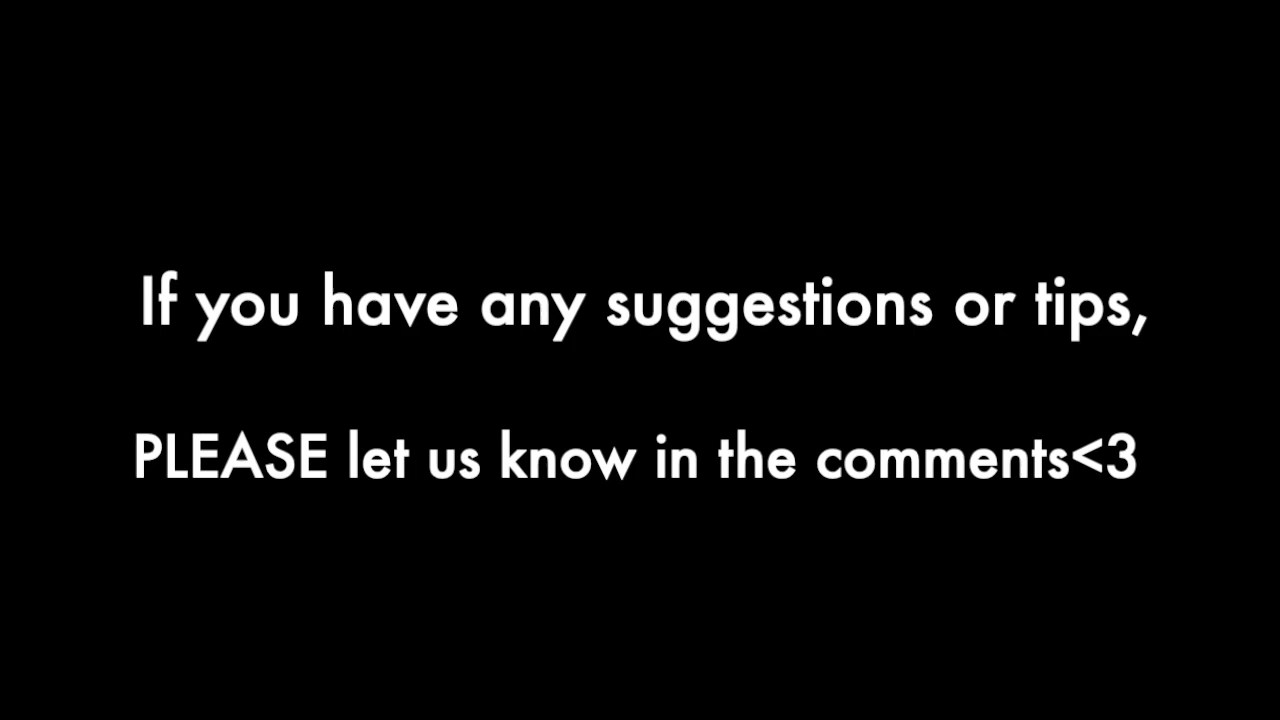 If you have any suggestions or tips,
PLEASE let us know in the comments<3